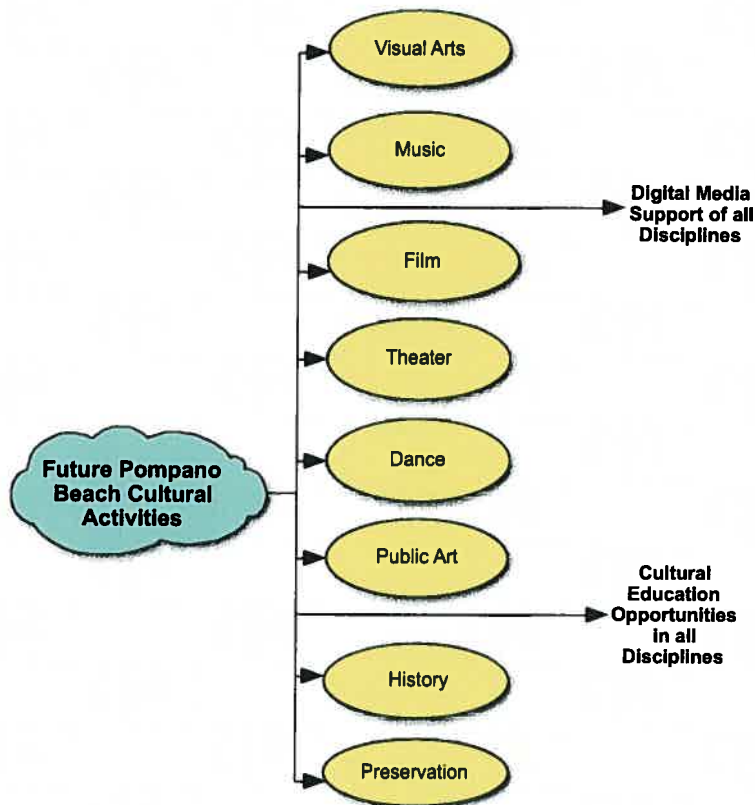 Visual Arts
Music
Digital Media
Support of all
Disciplines
Film
Theater
Future Pompano
Beach Cultural
Activities
Dance
Public Art
Cultural
Education
Opportunities
in all
Disciplines
History
Preservation